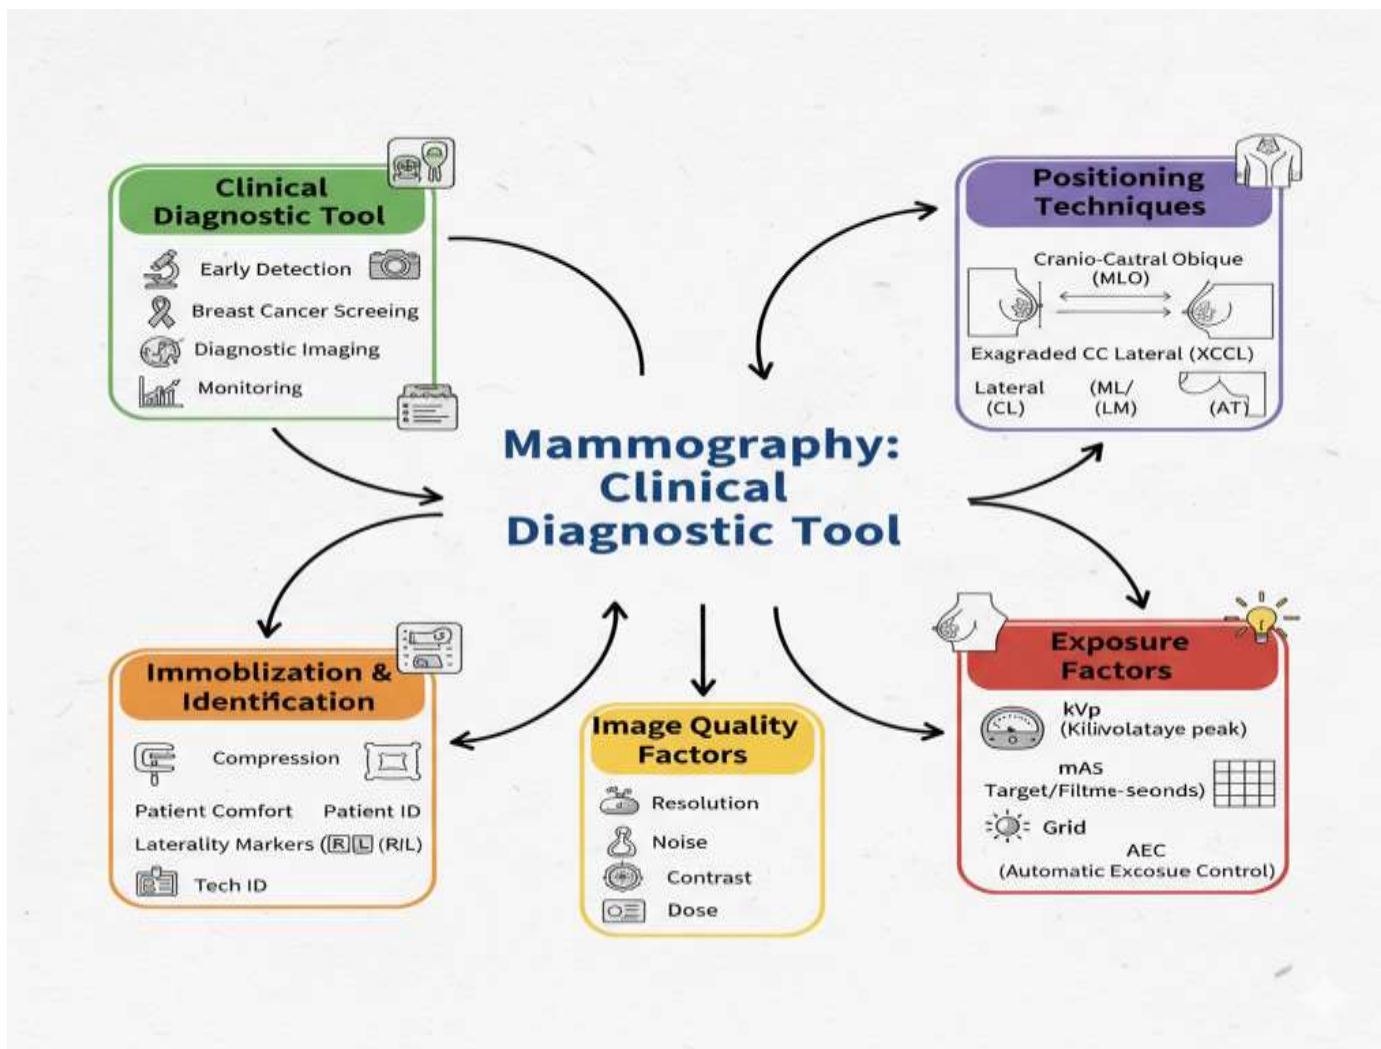 Clinical
Diagnostic Tool
Early Detection
Breast Cancer Screeing
Diagnostic Imaging
Monitoring
Positioning
Techniques
Cranio-Cautral Obique
(MLO)
Exagraded CC Lateral (XCCL)
Lateral (ML/
(CL) (LM) (AT)
Mammography:
Clinical
Diagnostic Tool
Immoblization &
Identification
Compression
Patient Comfort Patient ID
Laterality Markers (R L (RIL)
Tech ID
Image Quality
Factors
Resolution
Noise
Contrast
Dose
Exposure
Factors
kVp
(Kilivolataye peak)
mAS
Target/Filtme-seonds)
Grid
AEC
(Automatic Excosue Control)